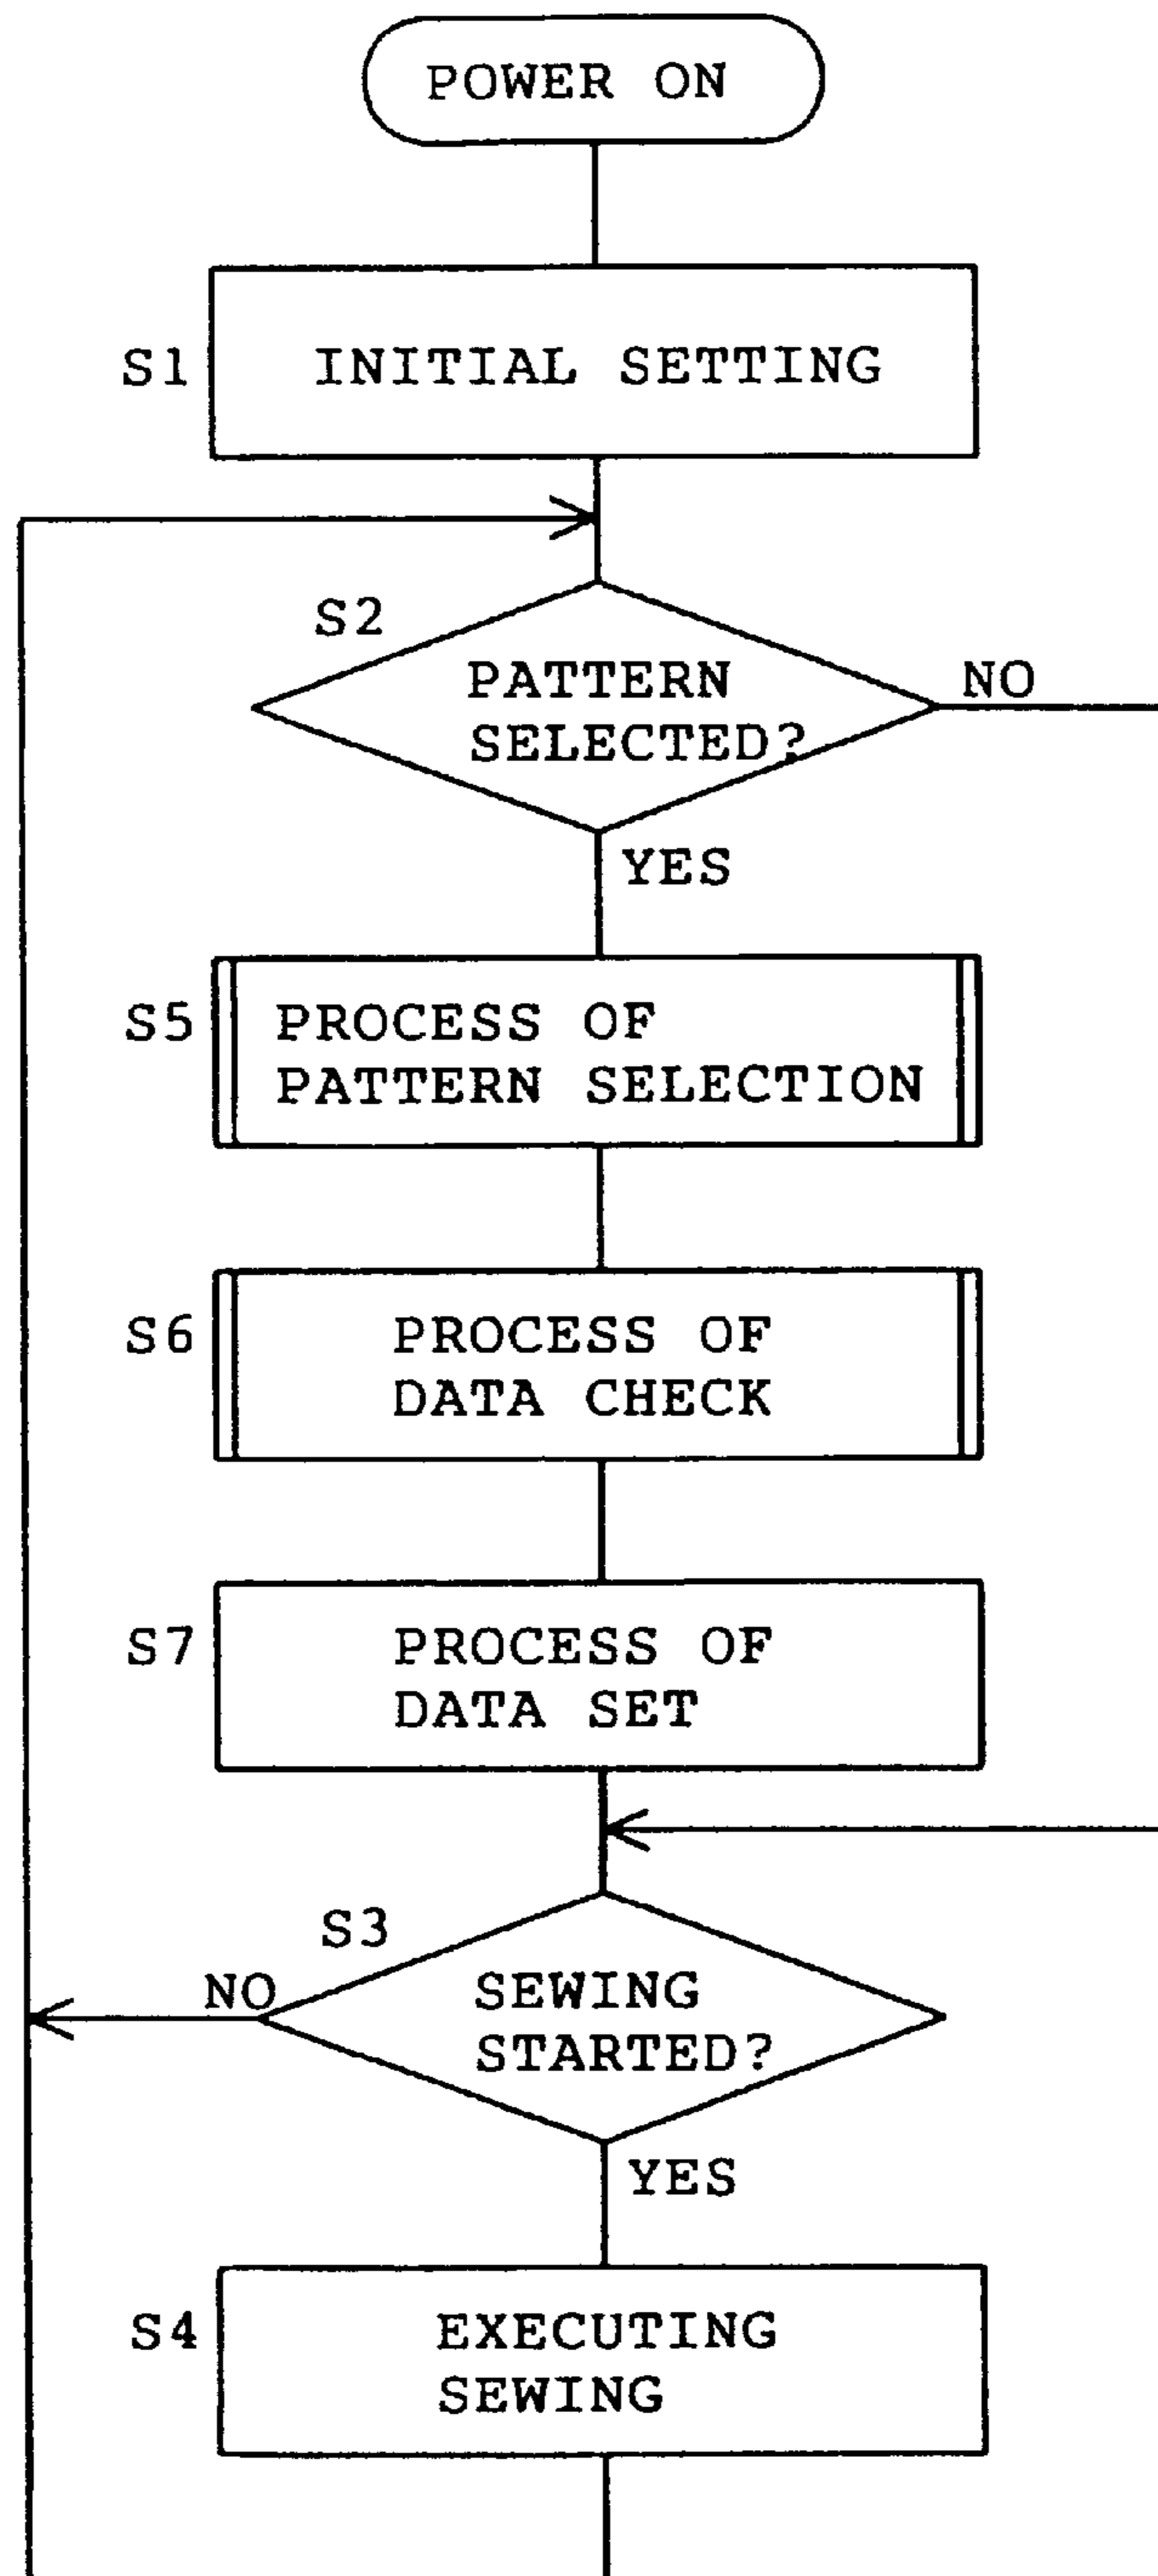 POWER ON
S1
INITIAL SETTING
S2
PATTERN
SELECTED?
NO
YES
S5
PROCESS OF
PATTERN SELECTION
S6
PROCESS OF
DATA CHECK
S7
PROCESS OF
DATA SET
S3
NO
SEWING
STARTED?
YES
S4
EXECUTING
SEWING